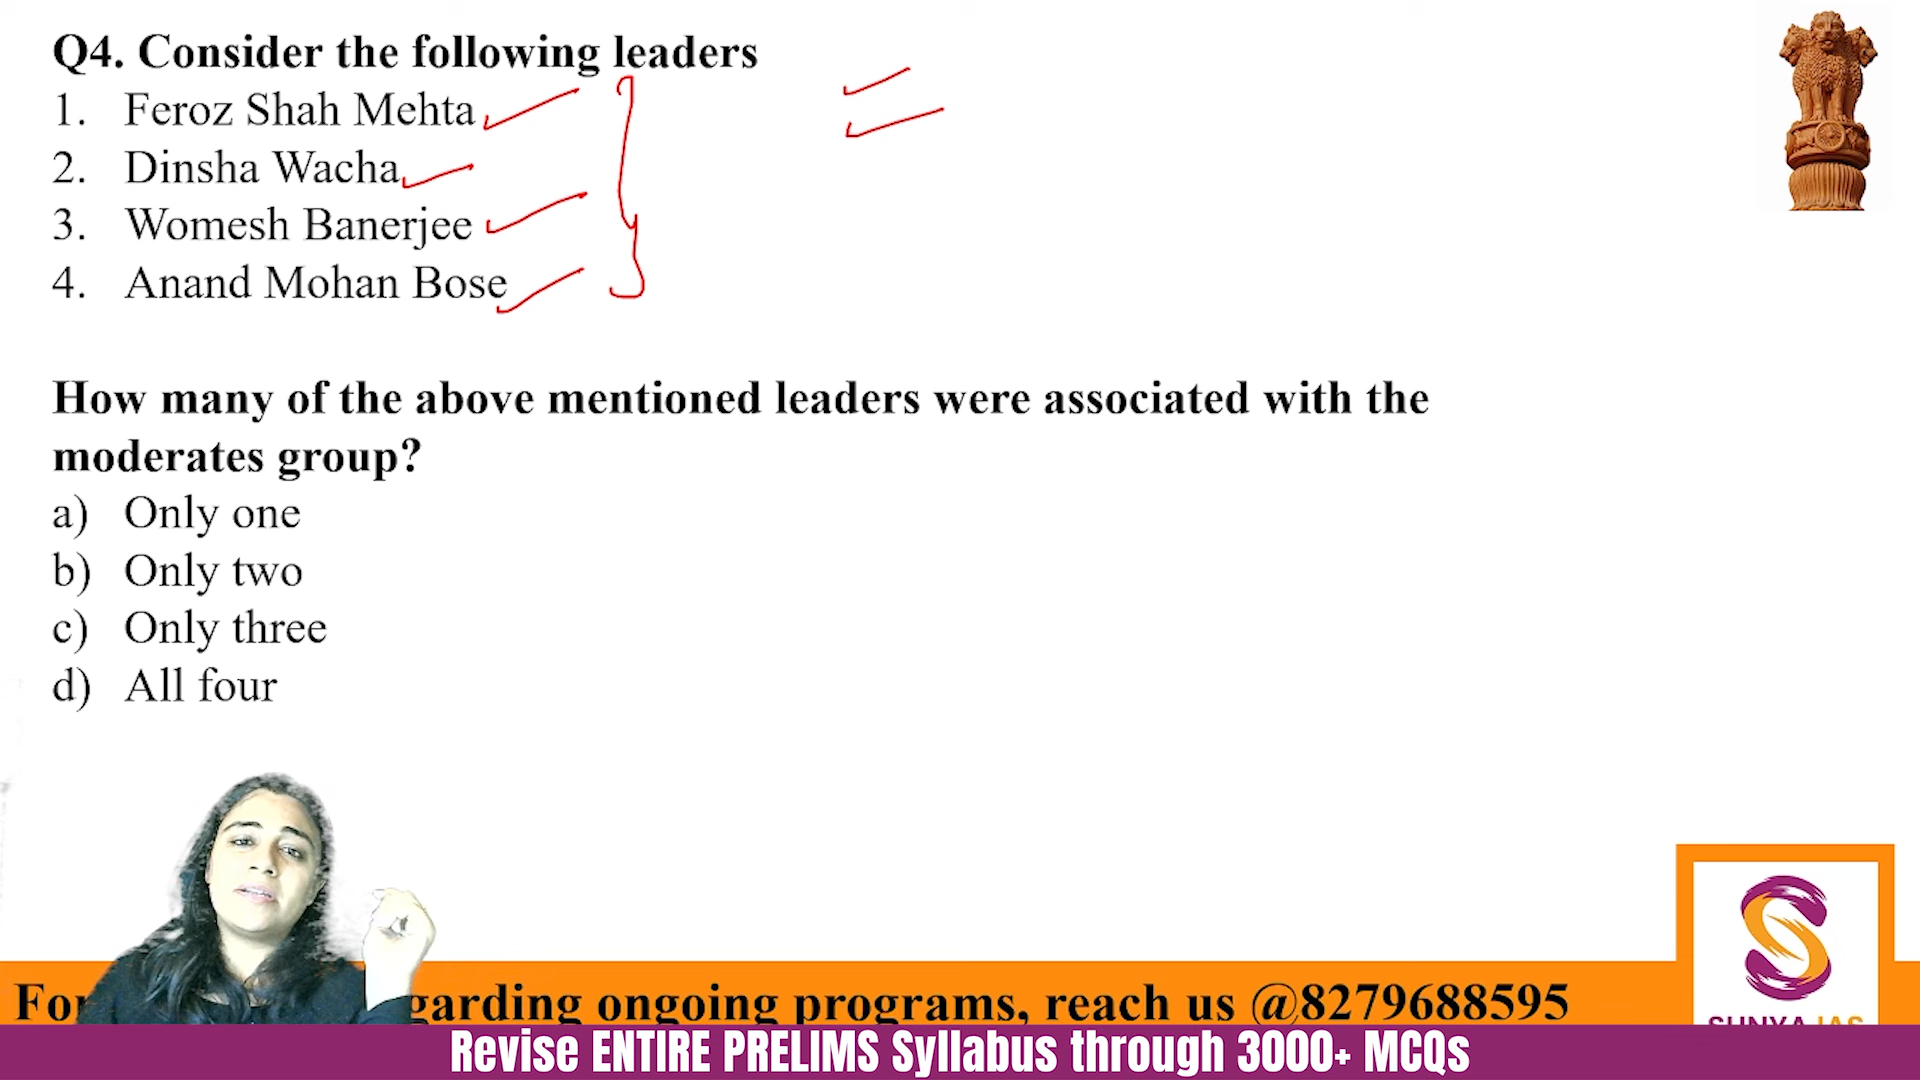 Q4. Consider the following leaders
1. Feroz Shah Mehta
2. Dinsha Wacha
3. Womesh Banerjee
4. Anand Mohan Bose
How many of the above mentioned leaders were associated with the
moderates group?
a) Only one
b) Only two
c) Only three
d) All four
garding ongoing programs, reach us @8279688595
Revise ENTIRE PRELIMS Syllabus through 3000+ MCQs